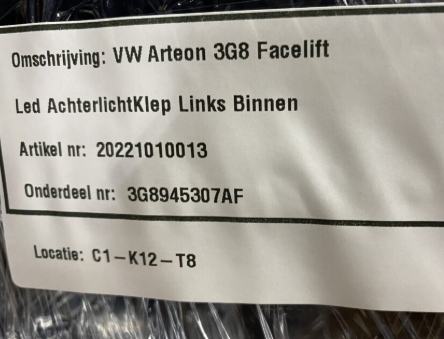 Omschrijving: VW Arteon 3G8 Facelift
Led AchterlichtKlep Links Binnen
Artikel nr: 20221010013
Onderdeel nr: 3G8945307AF
Locatie: C1-K12-T8